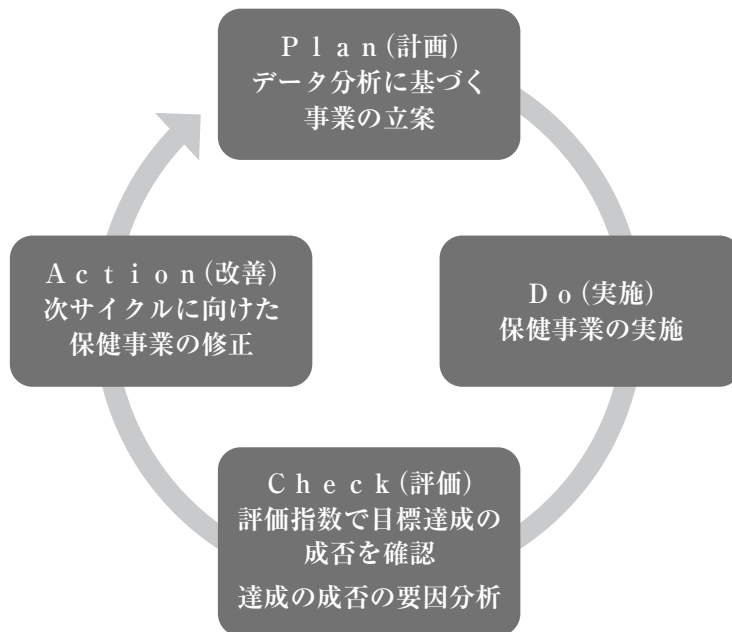 Plan(計画)
データ分析に基づく
事業の立案
Action(改善)
次サイクルに向けた
保健事業の修正
Do(実施)
保健事業の実施
Check(評価)
評価指数で目標達成の
成否を確認
達成の成否の要因分析